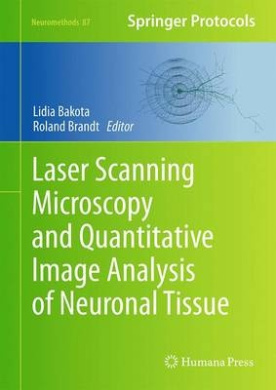 Neuromethods 87
Springer Protocols
Lidia Bakota
Roland Brandt Editor
Laser Scanning
Microscopy
and Quantitative
Image Analysis
of Neuronal Tissue
Humana Press